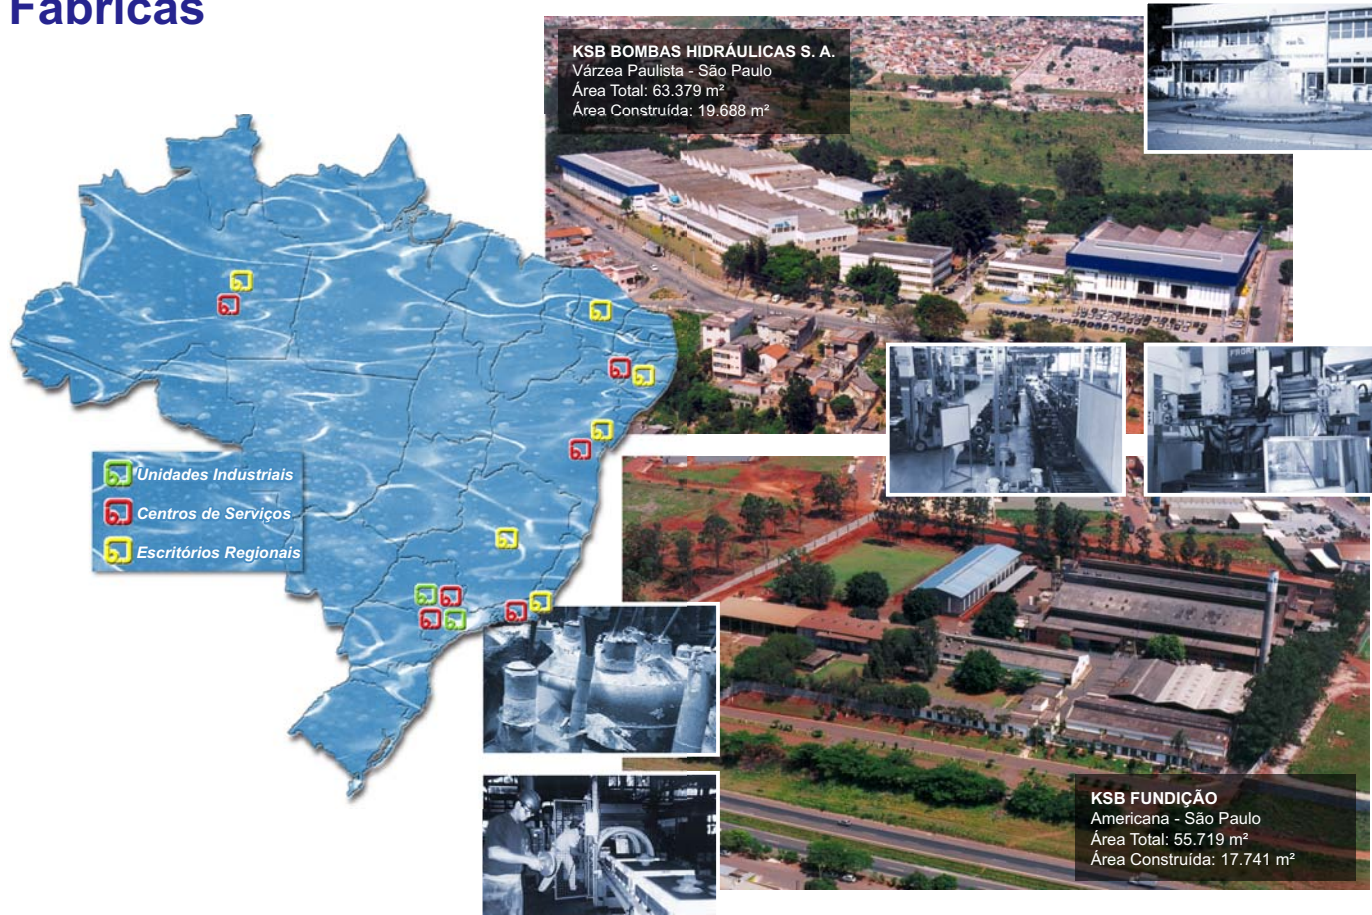 Fábricas
KSB BOMBAS HIDRÁULICAS S. A.
Várzea Paulista - São Paulo
Área Total: 63.379 m²
Área Construída: 19.688 m²
Unidades Industriais
Centros de Serviços
Escritórios Regionais
KSB FUNDIÇÃO
Americana - São Paulo
Área Total: 55.719 m²
Área Construída: 17.741 m²